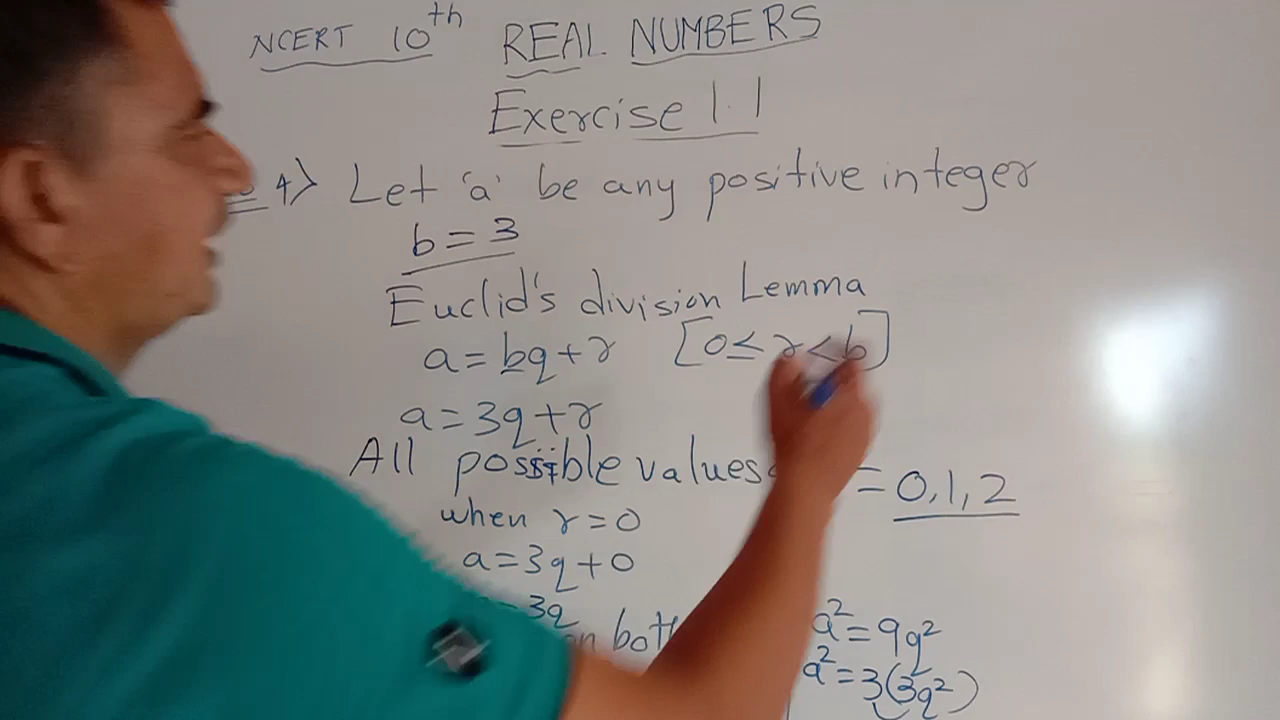 NCERT 10th REAL NUMBERS
Exercise 1.1
4> Let 'a' be any positive integer
b = 3
Euclid's division Lemma
a = bq + r [0 ≤ r < b]
a = 3q + r
All possible values = 0, 1, 2
when r = 0
a = 3q + 0
= 3q
on both
a² = 9q²
a² = 3(3q²)